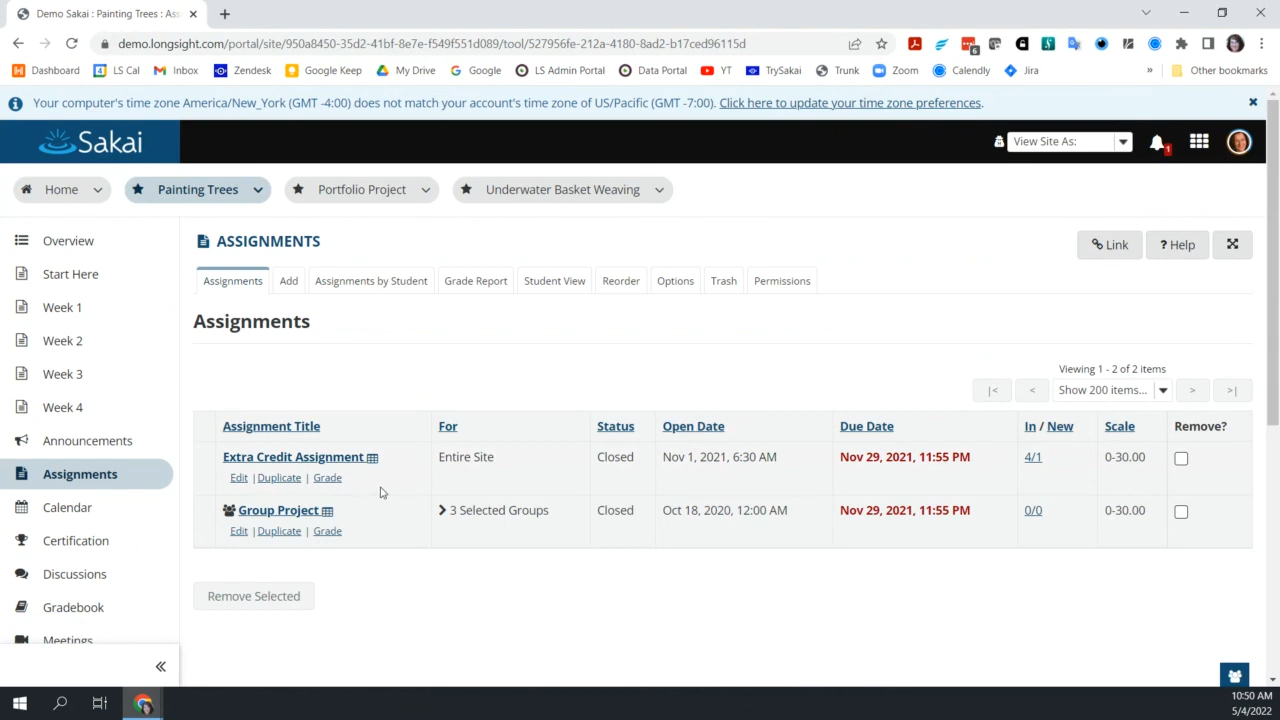 Demo Sakai : Painting Trees : Ass
demo.longsight.com/portal/site/950a8450-35d2-41bf-8e7e-f549f551d089/tool/527956fe-212a-4180-8ad2-b17ced96115d
Dashboard LS Cal Inbox Zendesk Google Keep My Drive Google LS Admin Portal Data Portal YT TrySakai Trunk Zoom Calendly Jira » Other bookmarks
Your computer's time zone America/New_York (GMT -4:00) does not match your account's time zone of US/Pacific (GMT -7:00). Click here to update your time zone preferences.
Sakai View Site As: 1
Home Painting Trees Portfolio Project Underwater Basket Weaving
Overview
Start Here
Week 1
Week 2
Week 3
Week 4
Announcements
Assignments
Calendar
Certification
Discussions
Gradebook
Meetings
ASSIGNMENTS
Link ? Help
Assignments Add Assignments by Student Grade Report Student View Reorder Options Trash Permissions
Assignments
Viewing 1 - 2 of 2 items
|< < Show 200 items... > >|
Assignment Title For Status Open Date Due Date In / New Scale Remove?
Extra Credit Assignment Entire Site Closed Nov 1, 2021, 6:30 AM Nov 29, 2021, 11:55 PM 4/1 0-30.00
Edit | Duplicate | Grade
Group Project 3 Selected Groups Closed Oct 18, 2020, 12:00 AM Nov 29, 2021, 11:55 PM 0/0 0-30.00
Edit | Duplicate | Grade
Remove Selected
10:50 AM
5/4/2022